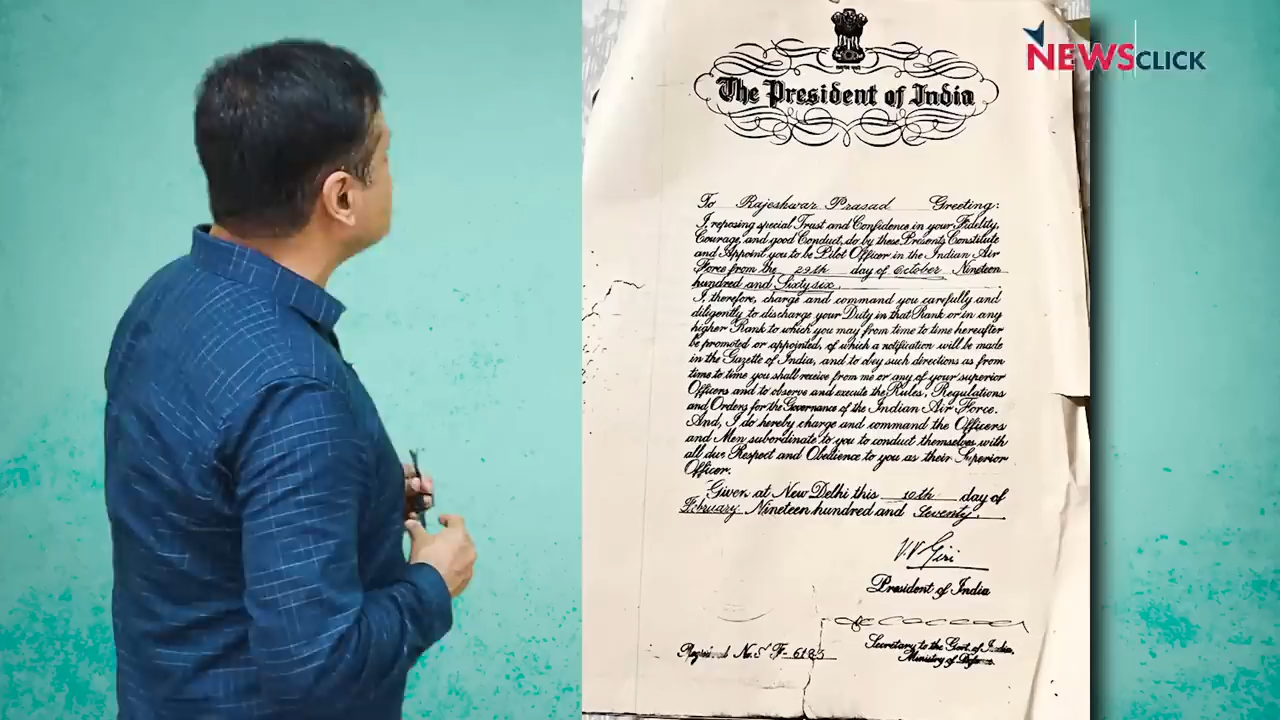 NEWSCLICK
The President of India
To Rajeshwar Prasad Greeting:
I, reposing special Trust and Confidence in your Fidelity,
Courage, and good Conduct, do by these Presents Constitute
and Appoint you to be Pilot Officer in the Indian Air
Force from the 29th day of October Nineteen
hundred and Sixty six.
I, therefore, charge and command you carefully and
diligently to discharge your Duty in that Rank or in any
higher Rank to which you may from time to time hereafter
be promoted or appointed, of which a notification will be made
in the Gazette of India, and to obey such directions as from
time to time you shall receive from me or any of your superior
Officers and to observe and execute the Rules, Regulations
and Orders for the Governance of the Indian Air Force.
And, I do hereby charge and command the Officers
and Men subordinate to you to conduct themselves with
all due Respect and Obedience to you as their Superior
Officer.
Given at New Delhi this 10th day of
February Nineteen hundred and Seventy.
V.V. Giri
President of India
Secretary to the Govt. of India,
Ministry of Defence.